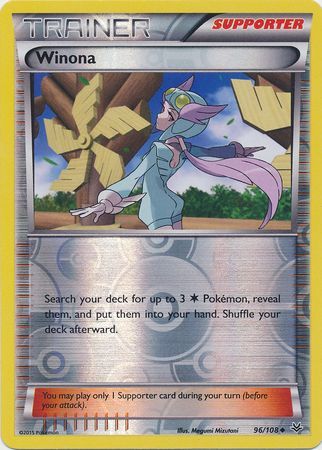 TRAINER
SUPPORTER
Winona
Search your deck for up to 3 Pokémon, reveal
them, and put them into your hand. Shuffle your
deck afterward.
You may play only 1 Supporter card during your turn (before
your attack).
©2015 Pokémon
Illus. Megumi Mizutani
96/108